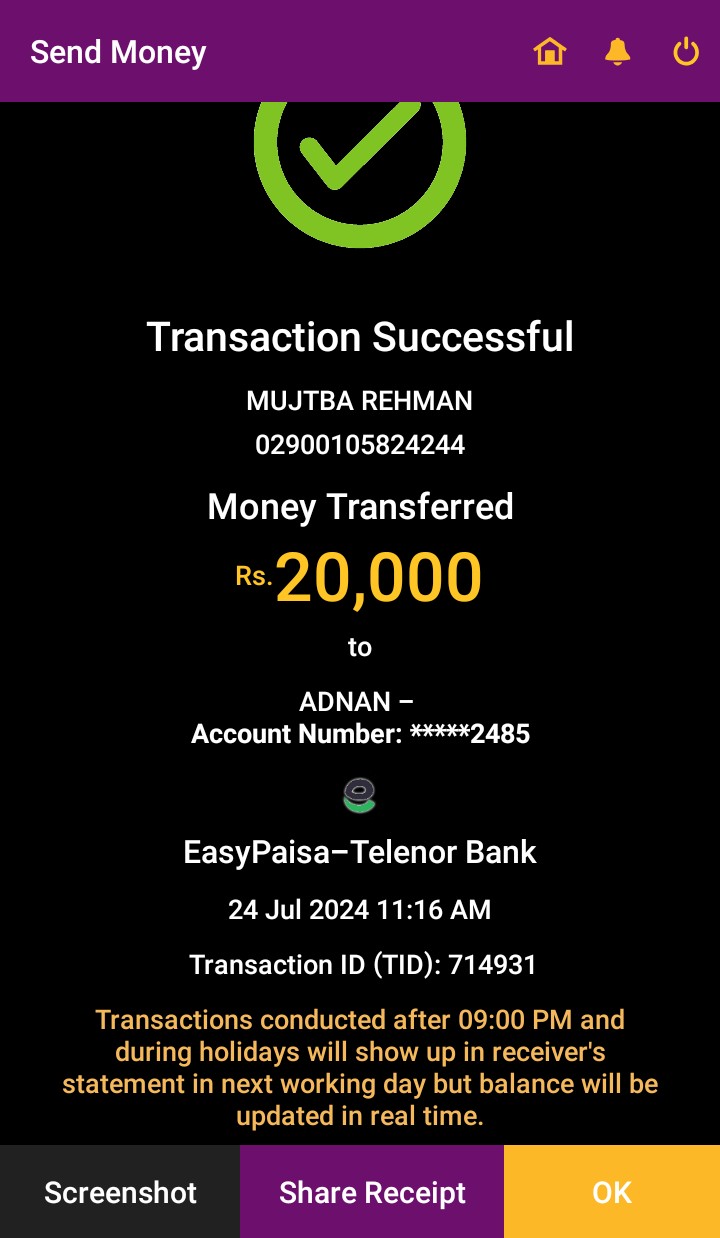 Send Money
Transaction Successful
MUJTBA REHMAN
02900105824244
Money Transferred
Rs.20,000
to
ADNAN –
Account Number: *****2485
EasyPaisa–Telenor Bank
24 Jul 2024 11:16 AM
Transaction ID (TID): 714931
Transactions conducted after 09:00 PM and
during holidays will show up in receiver's
statement in next working day but balance will be
updated in real time.
Screenshot
Share Receipt
OK